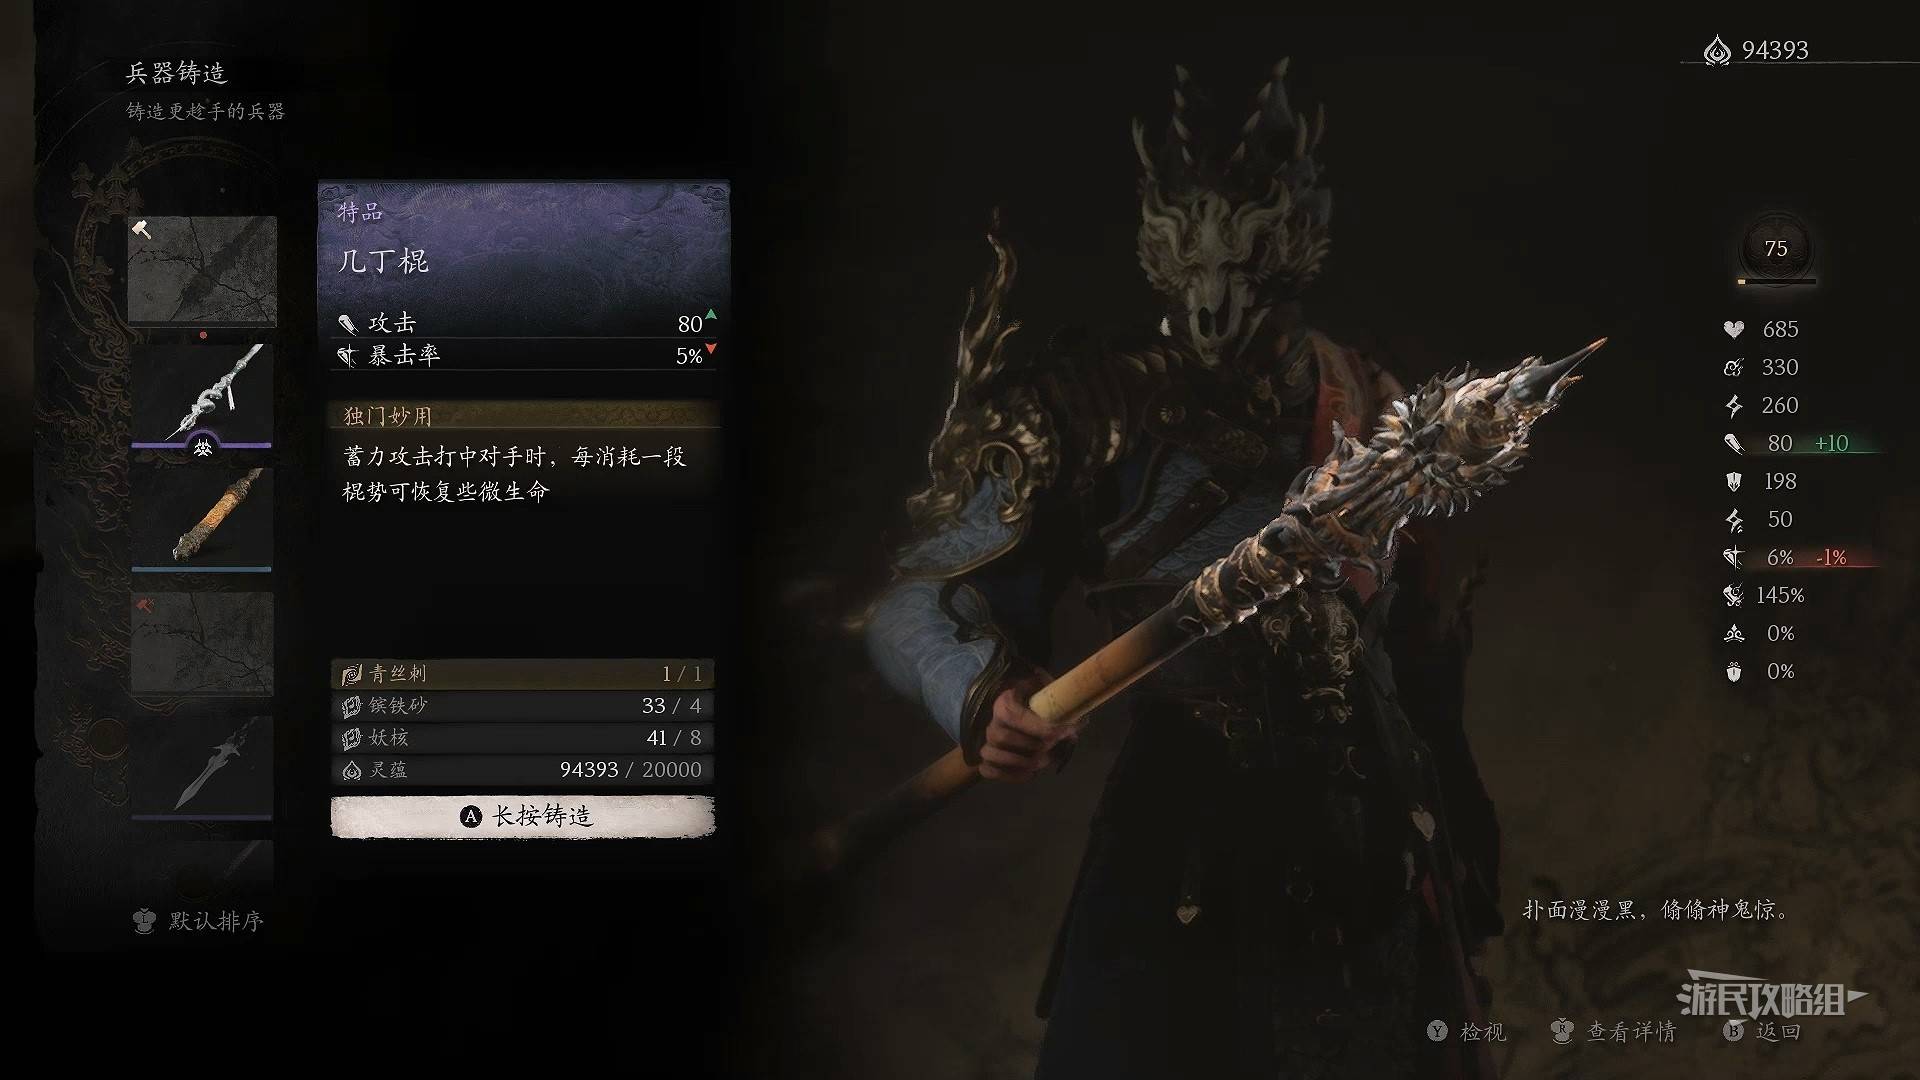 兵器铸造
铸造更趁手的兵器
94393
特品
几丁棍
攻击 80
暴击率 5%
独门妙用
蓄力攻击打中对手时，每消耗一段
棍势可恢复些微生命
青丝刺 1 / 1
镔铁砂 33 / 4
妖核 41 / 8
灵蕴 94393 / 20000
A 长按铸造
L 默认排序
75
685
330
260
80 +10
198
50
6% -1%
145%
0%
0%
扑面漫漫黑，翛翛神鬼惊。
游民攻略组
Y 检视 R 查看详情 B 返回